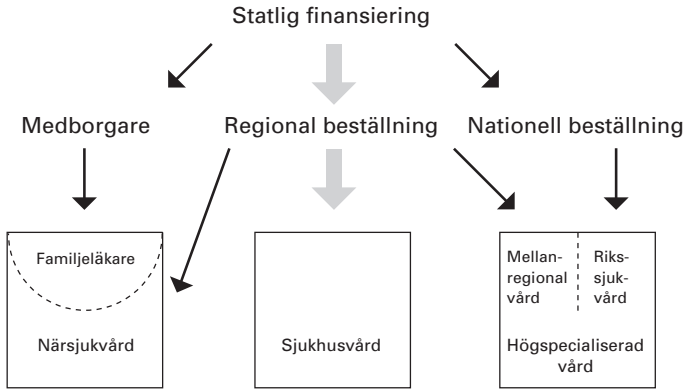 Statlig finansiering
Medborgare
Regional beställning
Nationell beställning
Familjeläkare
Närsjukvård
Sjukhusvård
Mellan-
regional
vård
Riks-
sjuk-
vård
Högspecialiserad
vård